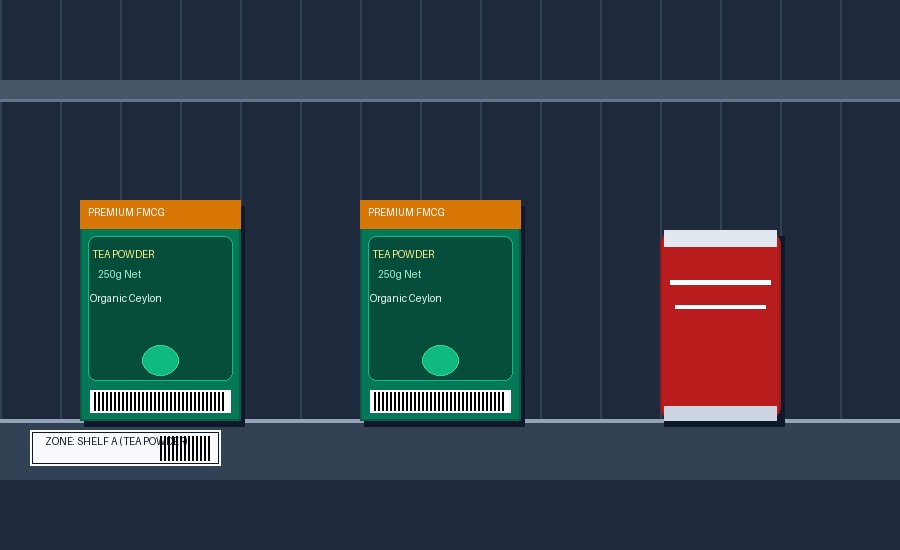 PREMIUM FMCG
TEA POWDER
250g Net
Organic Ceylon
PREMIUM FMCG
TEA POWDER
250g Net
Organic Ceylon
ZONE: SHELF A (TEA POWDER)